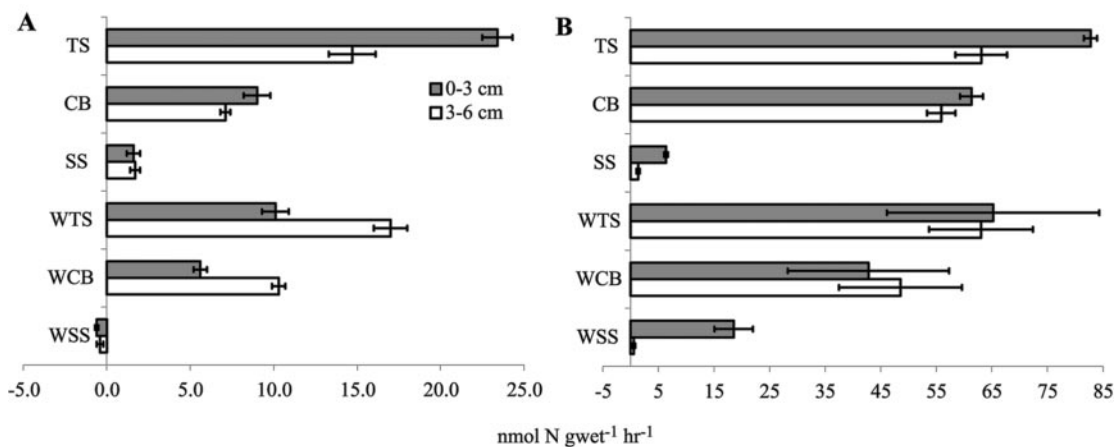 A
B
TS
CB
SS
WTS
WCB
WSS
0-3 cm
3-6 cm
-5.0 0.0 5.0 10.0 15.0 20.0 25.0
TS
CB
SS
WTS
WCB
WSS
-5 5 15 25 35 45 55 65 75 85
nmol N gwet⁻¹ hr⁻¹